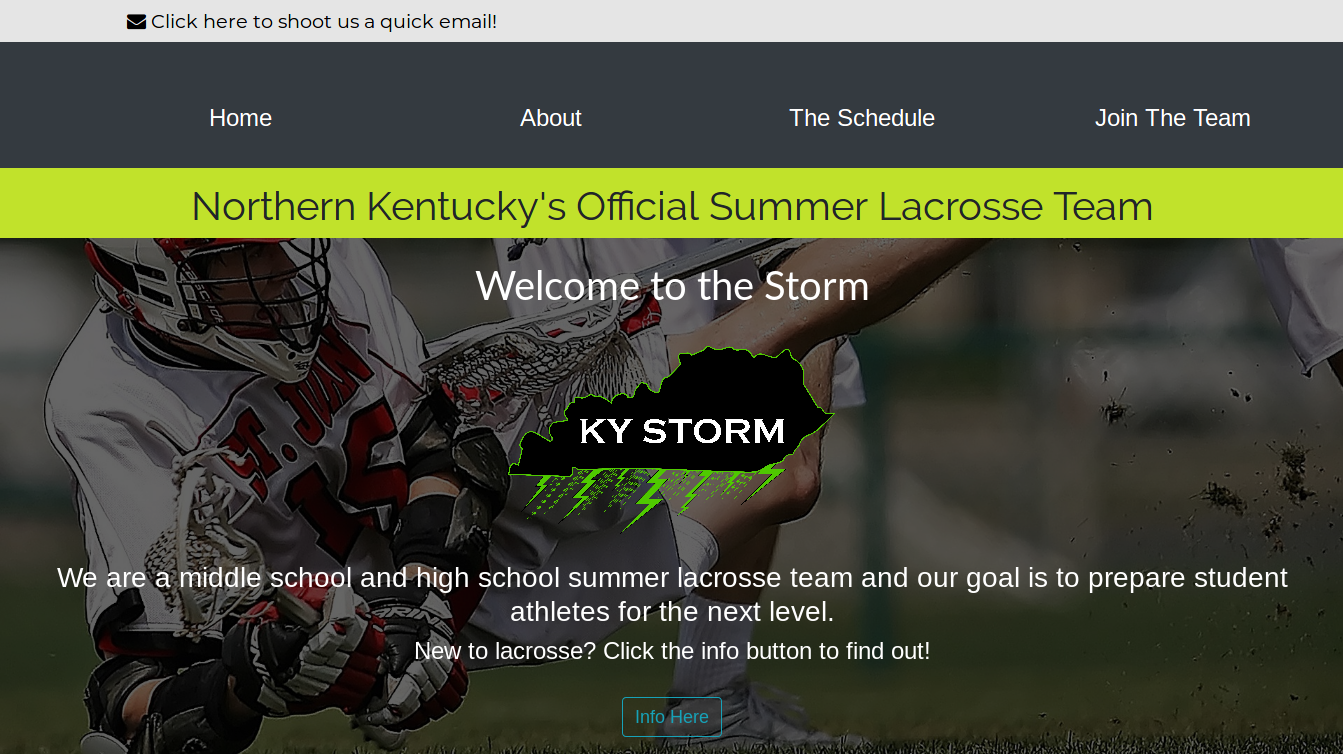 Click here to shoot us a quick email!
Home About The Schedule Join The Team
Northern Kentucky's Official Summer Lacrosse Team
Welcome to the Storm
ST. JOHN
15
KY STORM
We are a middle school and high school summer lacrosse team and our goal is to prepare student
athletes for the next level.
New to lacrosse? Click the info button to find out!
Info Here